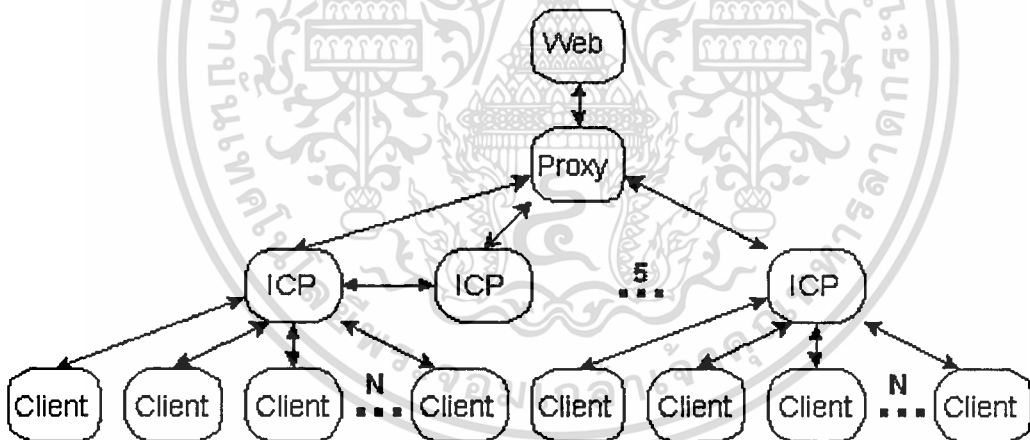 Web
Proxy
ICP ICP 5 ... ICP
Client Client Client N ... Client Client Client Client N ... Client